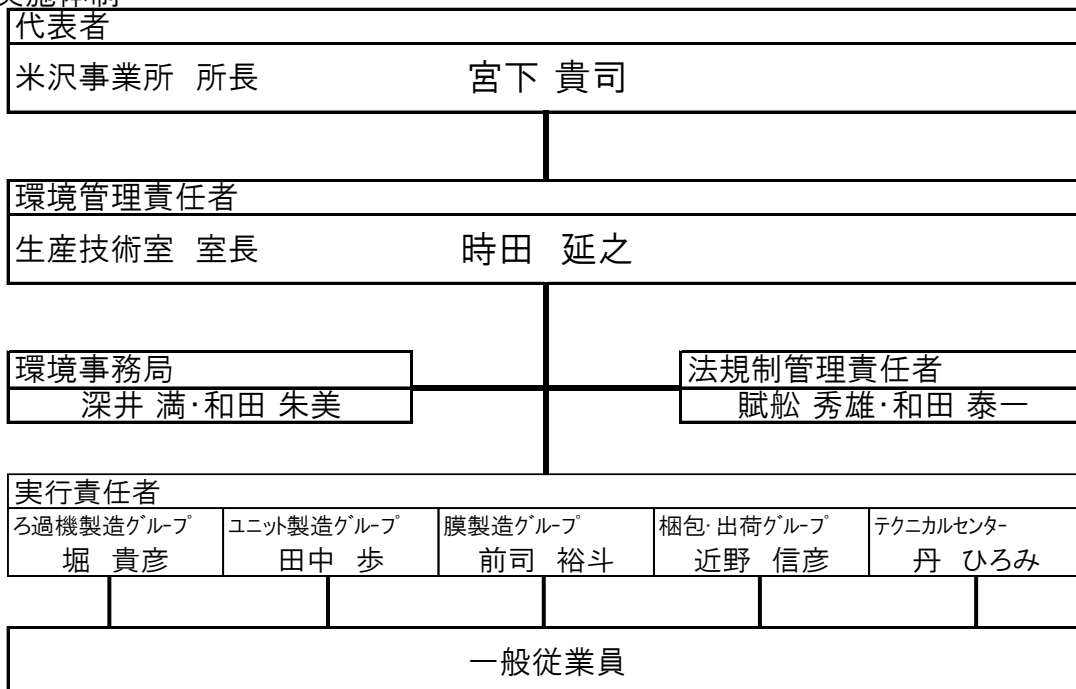 実施体制
代表者
米沢事業所 所長 宮下 貴司
環境管理責任者
生産技術室 室長 時田 延之
環境事務局
深井 満・和田 朱美
法規制管理責任者
賦舩 秀雄・和田 泰一
実行責任者
ろ過機製造グループ
堀 貴彦
ユニット製造グループ
田中 歩
膜製造グループ
前司 裕斗
梱包・出荷グループ
近野 信彦
テクニカルセンター
丹 ひろみ
一般従業員